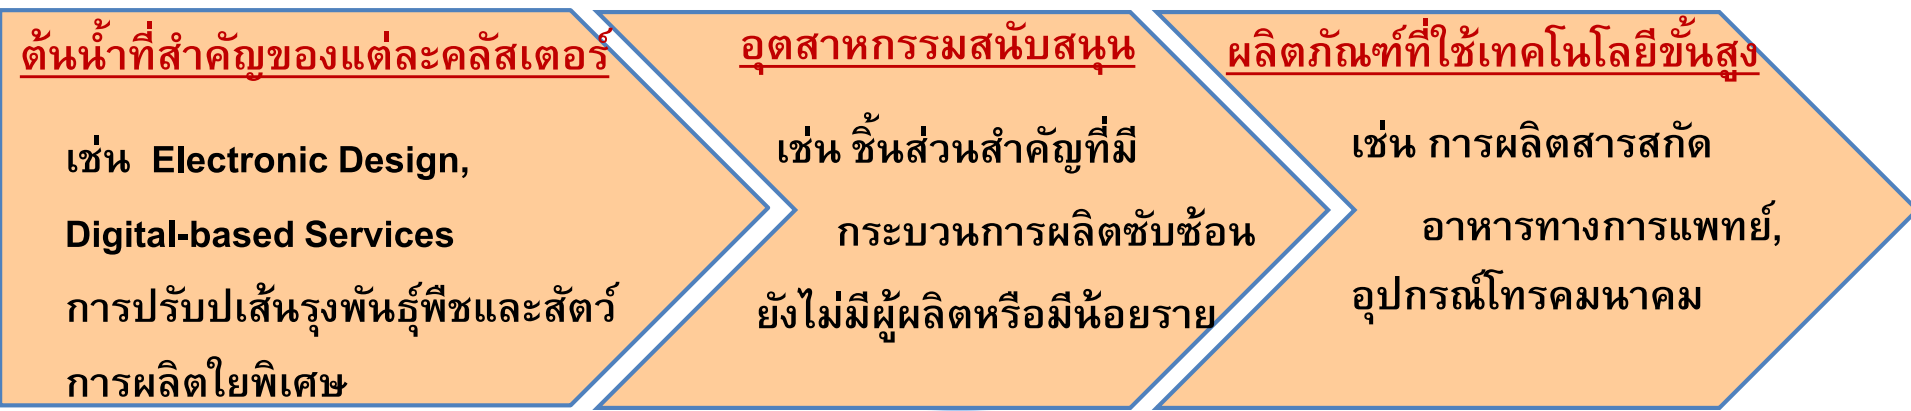 ต้นน้ำที่สำคัญของแต่ละคลัสเตอร์
เช่น Electronic Design,
Digital-based Services
การปรับปเส้นรุงพันธุ์พืชและสัตว์
การผลิตใยพิเศษ
อุตสาหกรรมสนับสนุน
เช่น ชิ้นส่วนสำคัญที่มี
กระบวนการผลิตซับซ้อน
ยังไม่มีผู้ผลิตหรือมีน้อยราย
ผลิตภัณฑ์ที่ใช้เทคโนโลยีขั้นสูง
เช่น การผลิตสารสกัด
อาหารทางการแพทย์,
อุปกรณ์โทรคมนาคม